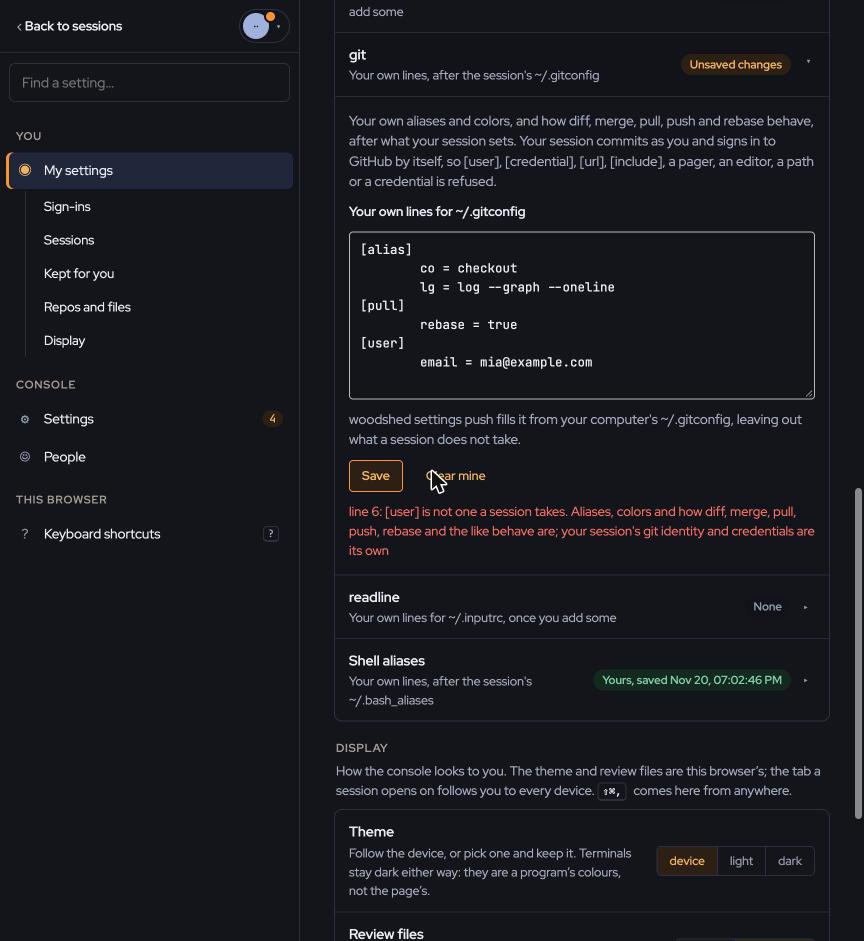 Back to sessions
Find a setting...
YOU
My settings
Sign-ins
Sessions
Kept for you
Repos and files
Display
CONSOLE
Settings
4
People
THIS BROWSER
Keyboard shortcuts
?
add some
git
Your own lines, after the session's ~/.gitconfig
Unsaved changes
Your own aliases and colors, and how diff, merge, pull, push and rebase behave,
after what your session sets. Your session commits as you and signs in to
GitHub by itself, so [user], [credential], [url], [include], a pager, an editor, a path
or a credential is refused.
Your own lines for ~/.gitconfig
[alias]
co = checkout
lg = log --graph --oneline
[pull]
rebase = true
[user]
email = mia@example.com
woodshed settings push fills it from your computer's ~/.gitconfig, leaving out
what a session does not take.
Save
Clear mine
line 6: [user] is not one a session takes. Aliases, colors and how diff, merge, pull,
push, rebase and the like behave are; your session's git identity and credentials are
its own
readline
Your own lines for ~/.inputrc, once you add some
None
Shell aliases
Your own lines, after the session's
~/.bash_aliases
Yours, saved Nov 20, 07:02:46 PM
DISPLAY
How the console looks to you. The theme and review files are this browser's; the tab a
session opens on follows you to every device. ⇧⌘, comes here from anywhere.
Theme
Follow the device, or pick one and keep it. Terminals
stay dark either way: they are a program's colours,
not the page's.
device
light
dark
Review files